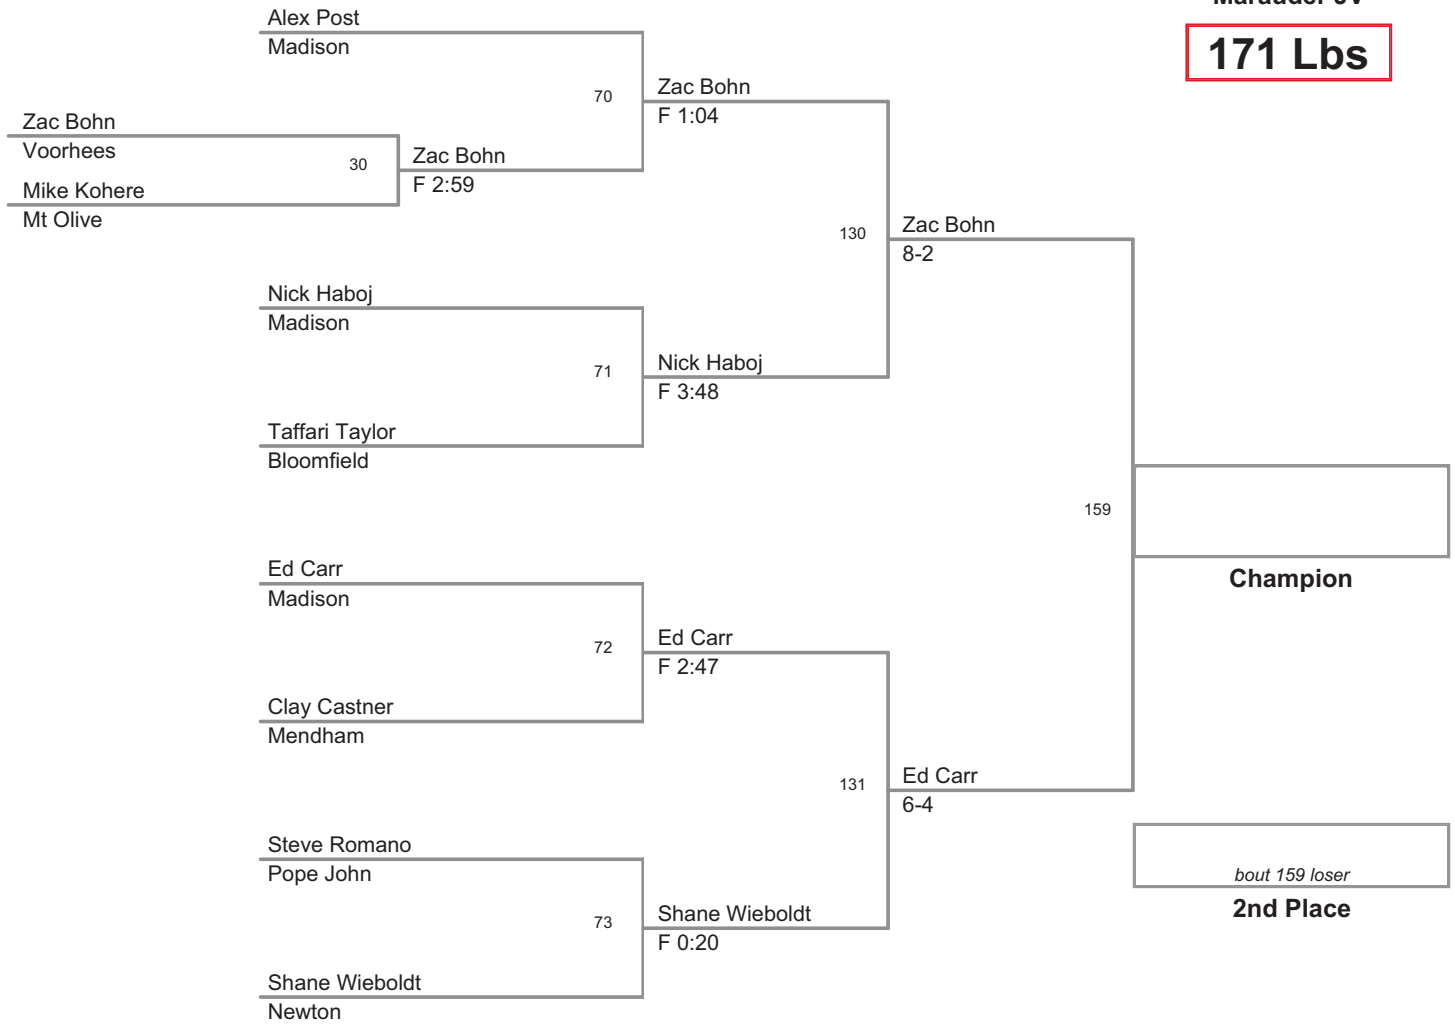 Marauder JV
171 Lbs
Alex Post
Madison
70
Zac Bohn
F 1:04
Zac Bohn
Voorhees
30
Zac Bohn
F 2:59
Mike Kohere
Mt Olive
130
Zac Bohn
8-2
Nick Haboj
Madison
71
Nick Haboj
F 3:48
Taffari Taylor
Bloomfield
159
Champion
Ed Carr
Madison
72
Ed Carr
F 2:47
Clay Castner
Mendham
131
Ed Carr
6-4
Steve Romano
Pope John
bout 159 loser
2nd Place
73
Shane Wieboldt
F 0:20
Shane Wieboldt
Newton